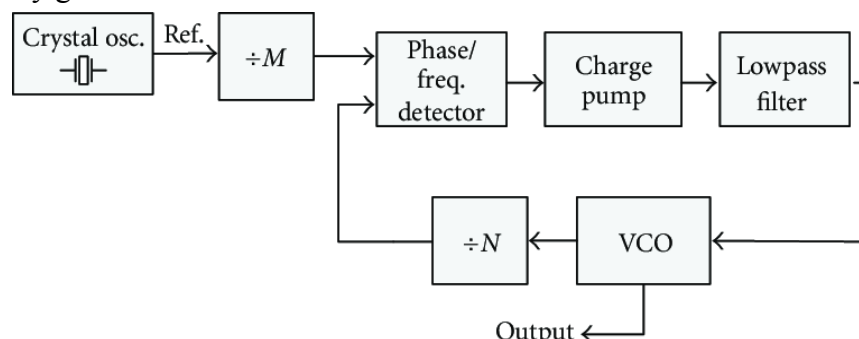 Crystal osc.
Ref.
÷M
Phase/
freq.
detector
Charge
pump
Lowpass
filter
÷N
VCO
Output